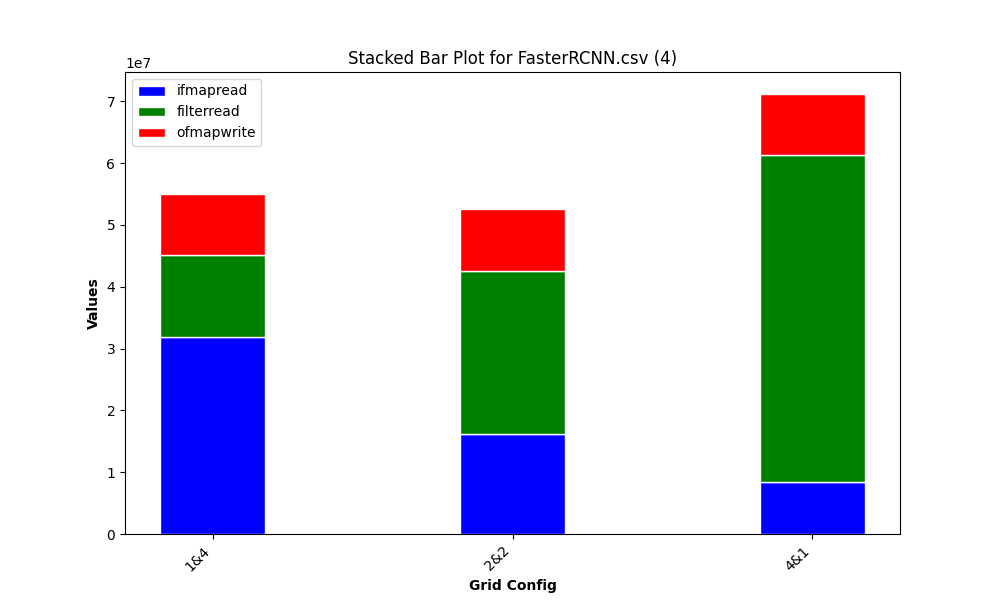 Stacked Bar Plot for FasterRCNN.csv (4)
1e7
ifmapread
filterread
ofmapwrite
7
6
5
4
3
2
1
0
Values
1&4
2&2
4&1
Grid Config